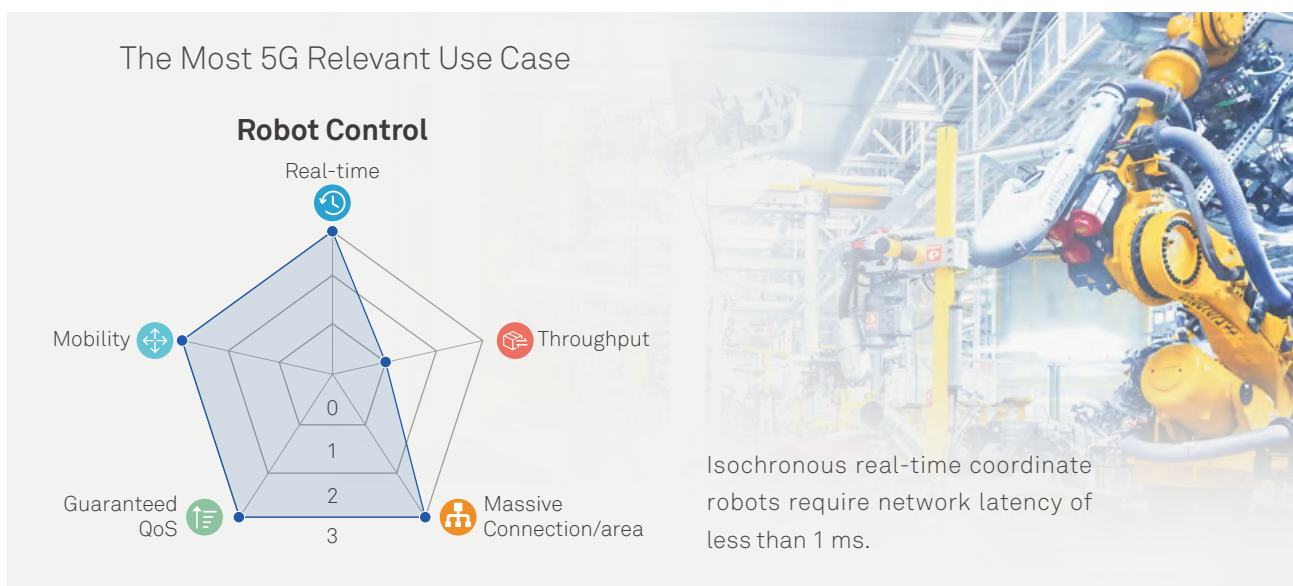 The Most 5G Relevant Use Case
Robot Control
Real-time
Mobility
Throughput
0
1
2
3
Guaranteed
QoS
Massive
Connection/area
Isochronous real-time coordinate
robots require network latency of
less than 1 ms.